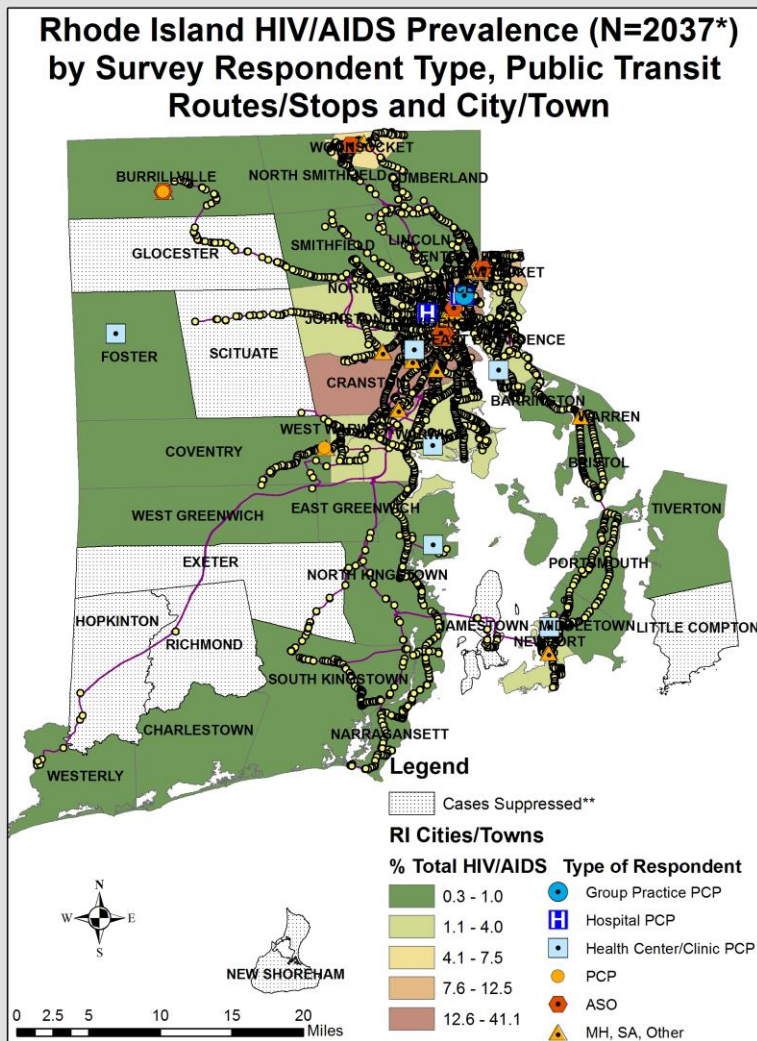 Rhode Island HIV/AIDS Prevalence (N=2037*)
by Survey Respondent Type, Public Transit
Routes/Stops and City/Town
WOONSOCKET
BURRILLVILLE
NORTH SMITHFIELD
CUMBERLAND
GLOCESTER
SMITHFIELD
LINCOLN
FOSTER
SCITUATE
CRANSTON
BARRINGTON
WARREN
COVENTRY
BRISTOL
WEST GREENWICH
EAST GREENWICH
TIVERTON
EXETER
NORTH KINGSTOWN
PORTSMOUTH
HOPKINTON
RICHMOND
JAMESTOWN
MIDDLETOWN
LITTLE COMPTON
NEWPORT
SOUTH KINGSTOWN
CHARLESTOWN
NARRAGANSETT
WESTERLY
Legend
Cases Suppressed**
RI Cities/Towns
% Total HIV/AIDS Type of Respondent
0.3 - 1.0 Group Practice PCP
1.1 - 4.0 H Hospital PCP
4.1 - 7.5 Health Center/Clinic PCP
7.6 - 12.5 PCP
12.6 - 41.1 ASO
MH, SA, Other
N
W E
S
NEW SHOREHAM
0 2.5 5 10 15 20
Miles